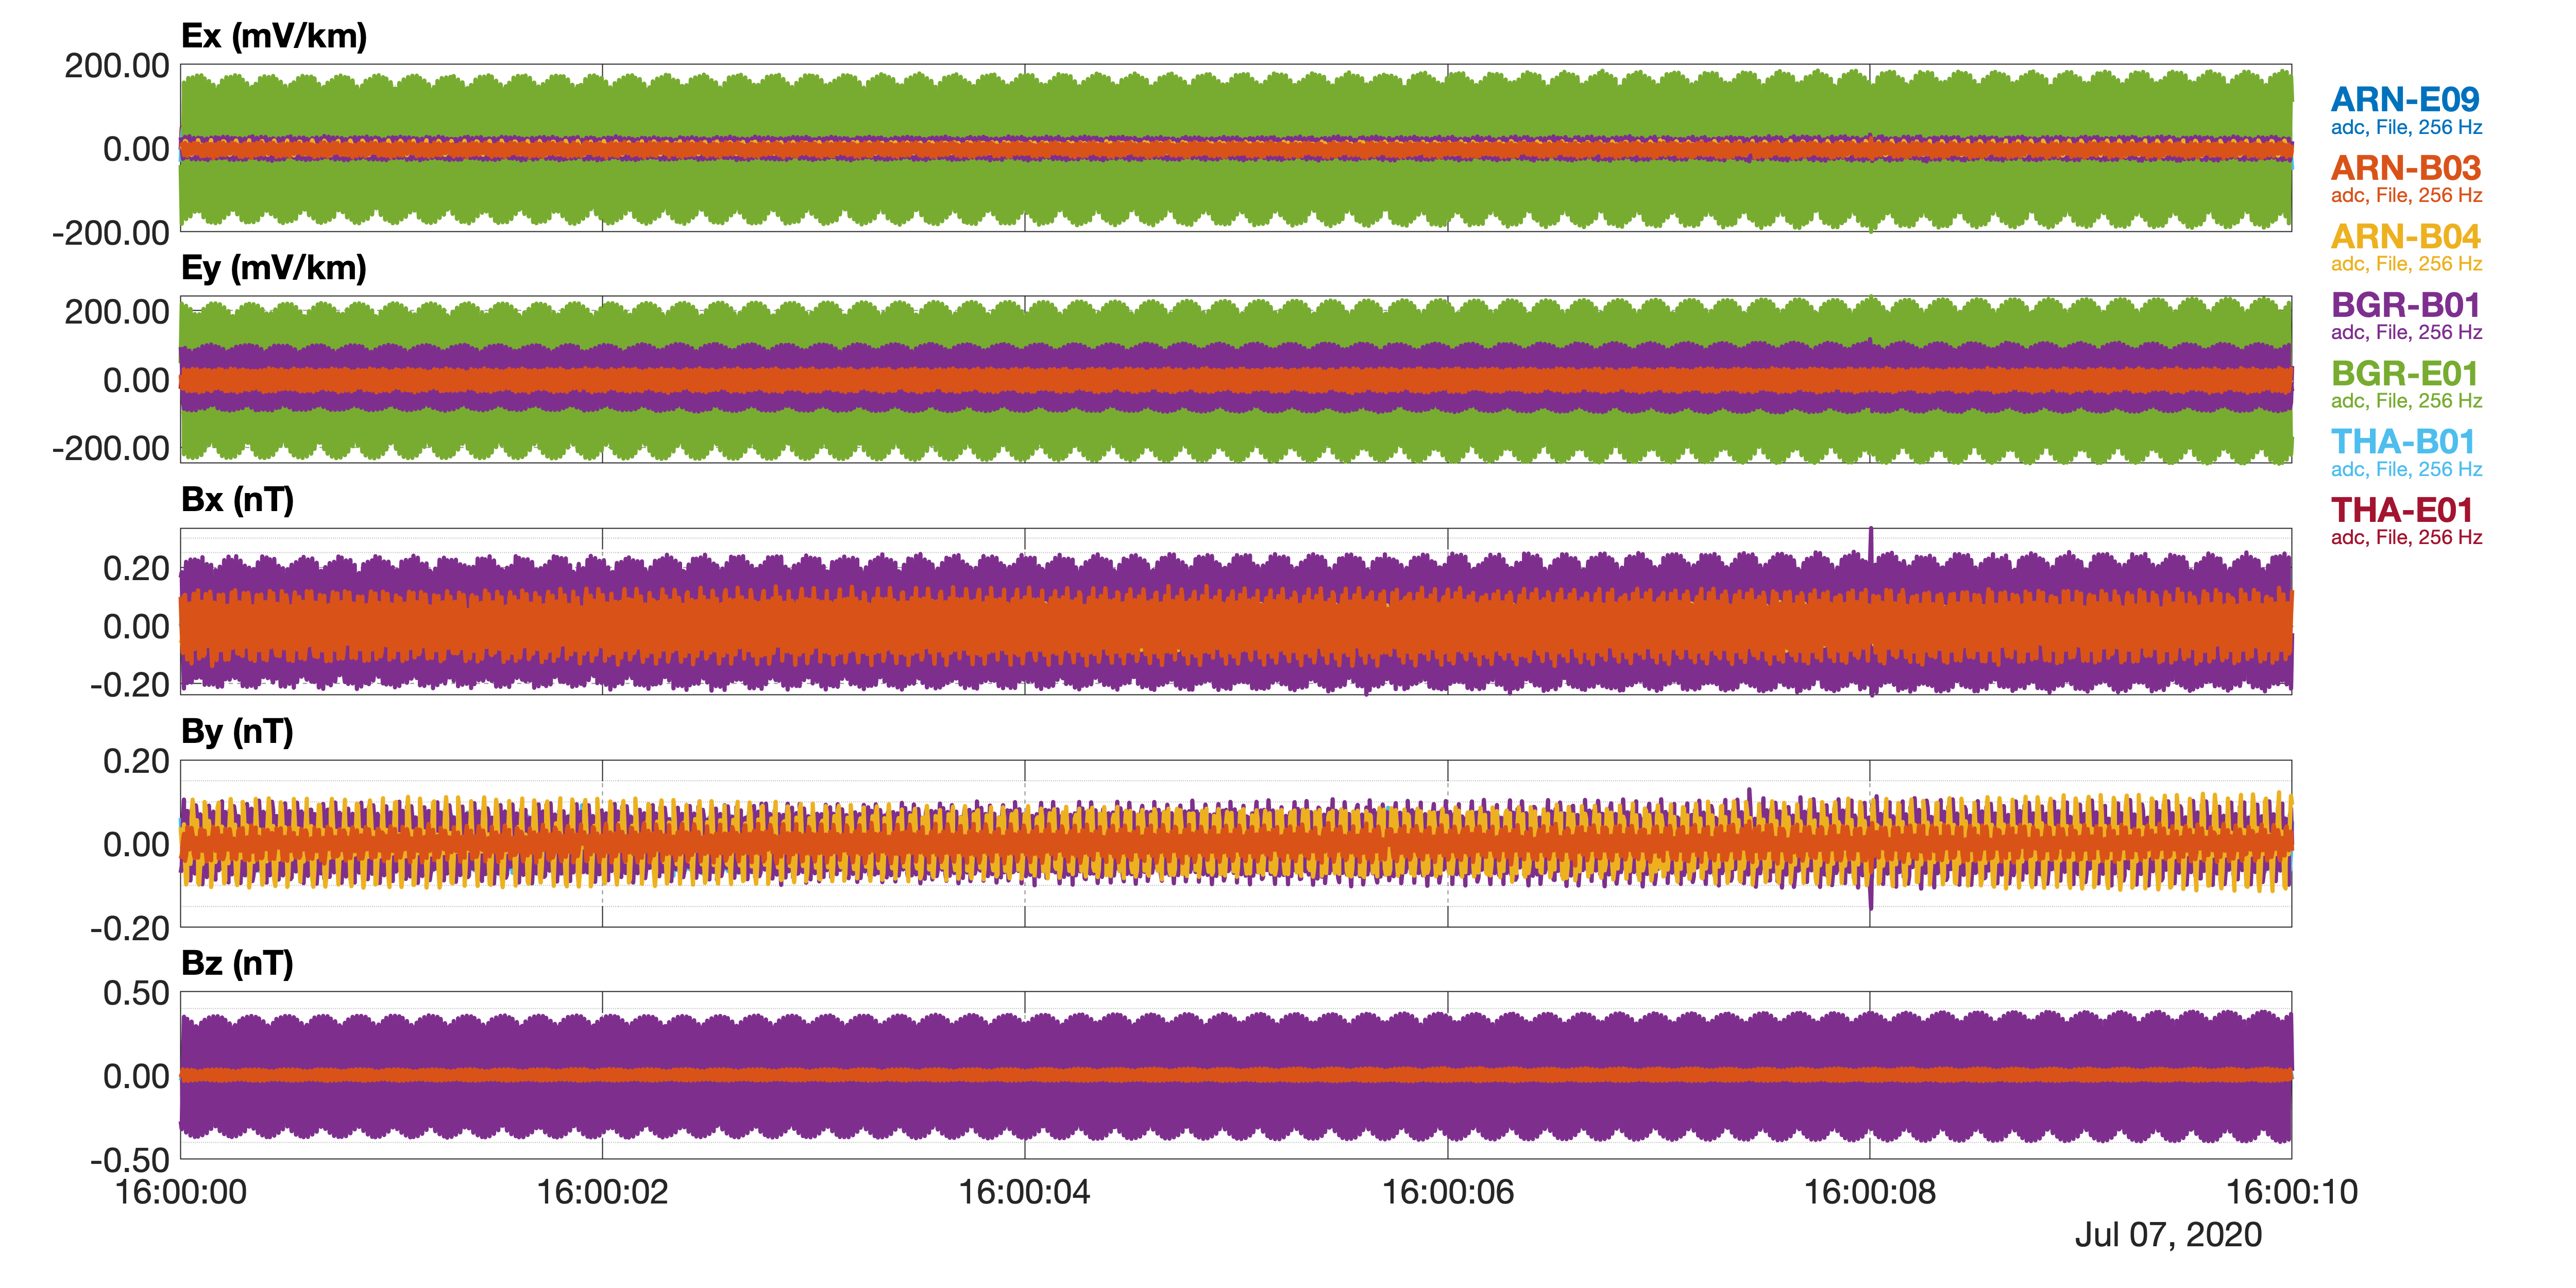 Ex (mV/km)
200.00
0.00
-200.00
Ey (mV/km)
200.00
0.00
-200.00
Bx (nT)
0.20
0.00
-0.20
By (nT)
0.20
0.00
-0.20
Bz (nT)
0.50
0.00
-0.50
16:00:00 16:00:02 16:00:04 16:00:06 16:00:08 16:00:10
Jul 07, 2020
ARN-E09
adc, File, 256 Hz
ARN-B03
adc, File, 256 Hz
ARN-B04
adc, File, 256 Hz
BGR-B01
adc, File, 256 Hz
BGR-E01
adc, File, 256 Hz
THA-B01
adc, File, 256 Hz
THA-E01
adc, File, 256 Hz